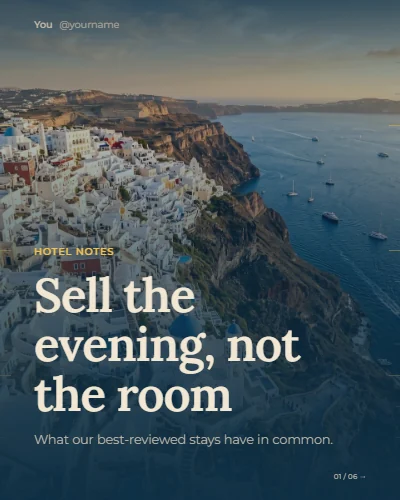 You @yourname
HOTEL NOTES
Sell the
evening, not
the room
What our best-reviewed stays have in common.
01 / 06 →